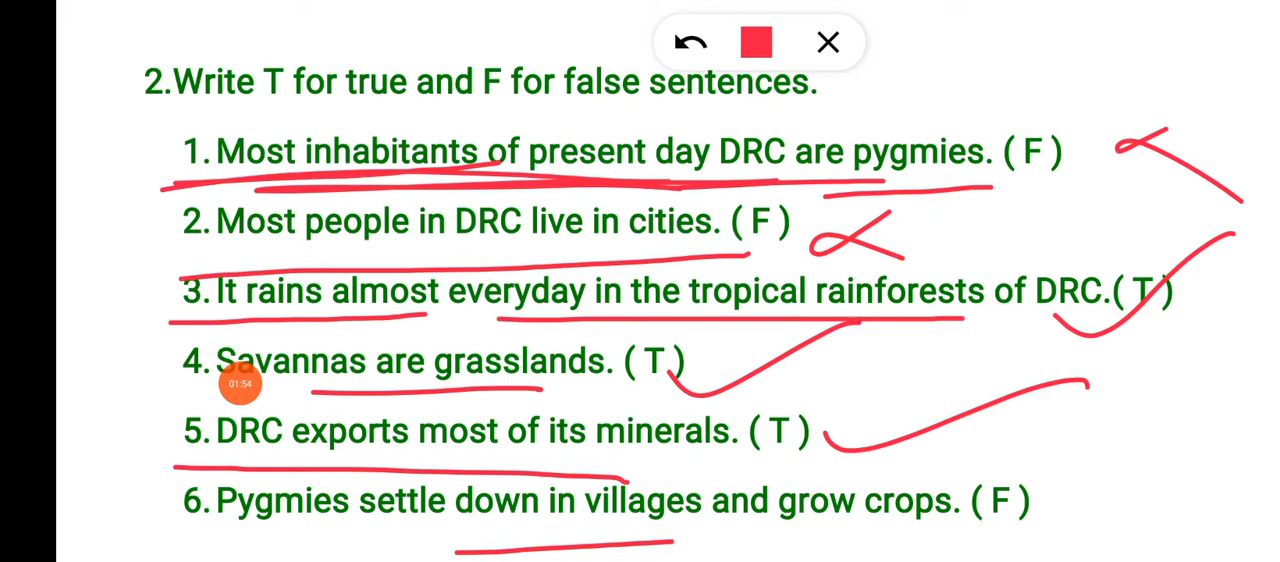 2.Write T for true and F for false sentences.
1. Most inhabitants of present day DRC are pygmies. ( F )
2. Most people in DRC live in cities. ( F )
3. It rains almost everyday in the tropical rainforests of DRC.( T )
4. Savannas are grasslands. ( T )
01:54
5. DRC exports most of its minerals. ( T )
6. Pygmies settle down in villages and grow crops. ( F )